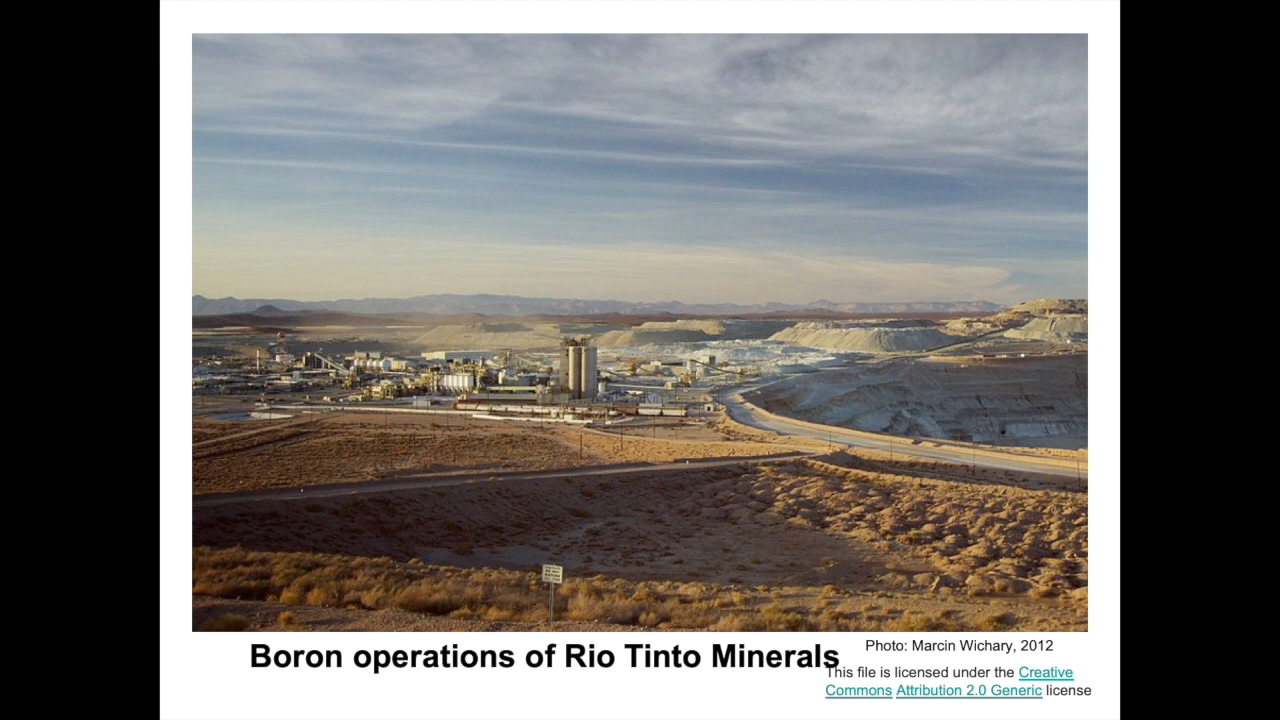 Boron operations of Rio Tinto Minerals
Photo: Marcin Wichary, 2012
This file is licensed under the Creative
Commons Attribution 2.0 Generic license